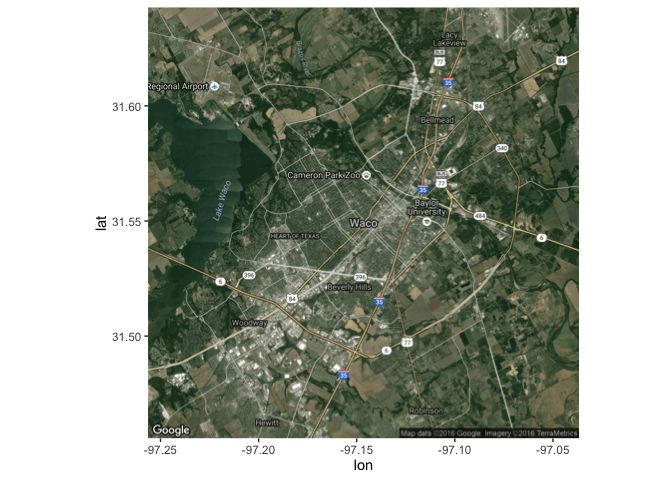 Lacy
Lakeview
77
84
35
Regional Airport
31.60
84
Bellmead
340
Cameron Park Zoo
77
35
Lake Waco
Baylor
University
484
Waco
31.55
lat
HEART OF TEXAS
6
396
396
6
Beverly Hills
84
35
Woodway
31.50
77
6
35
Robinson
Hewitt
Google
Map data ©2016 Google Imagery ©2016 TerraMetrics
-97.25
-97.20
-97.15
-97.10
-97.05
lon